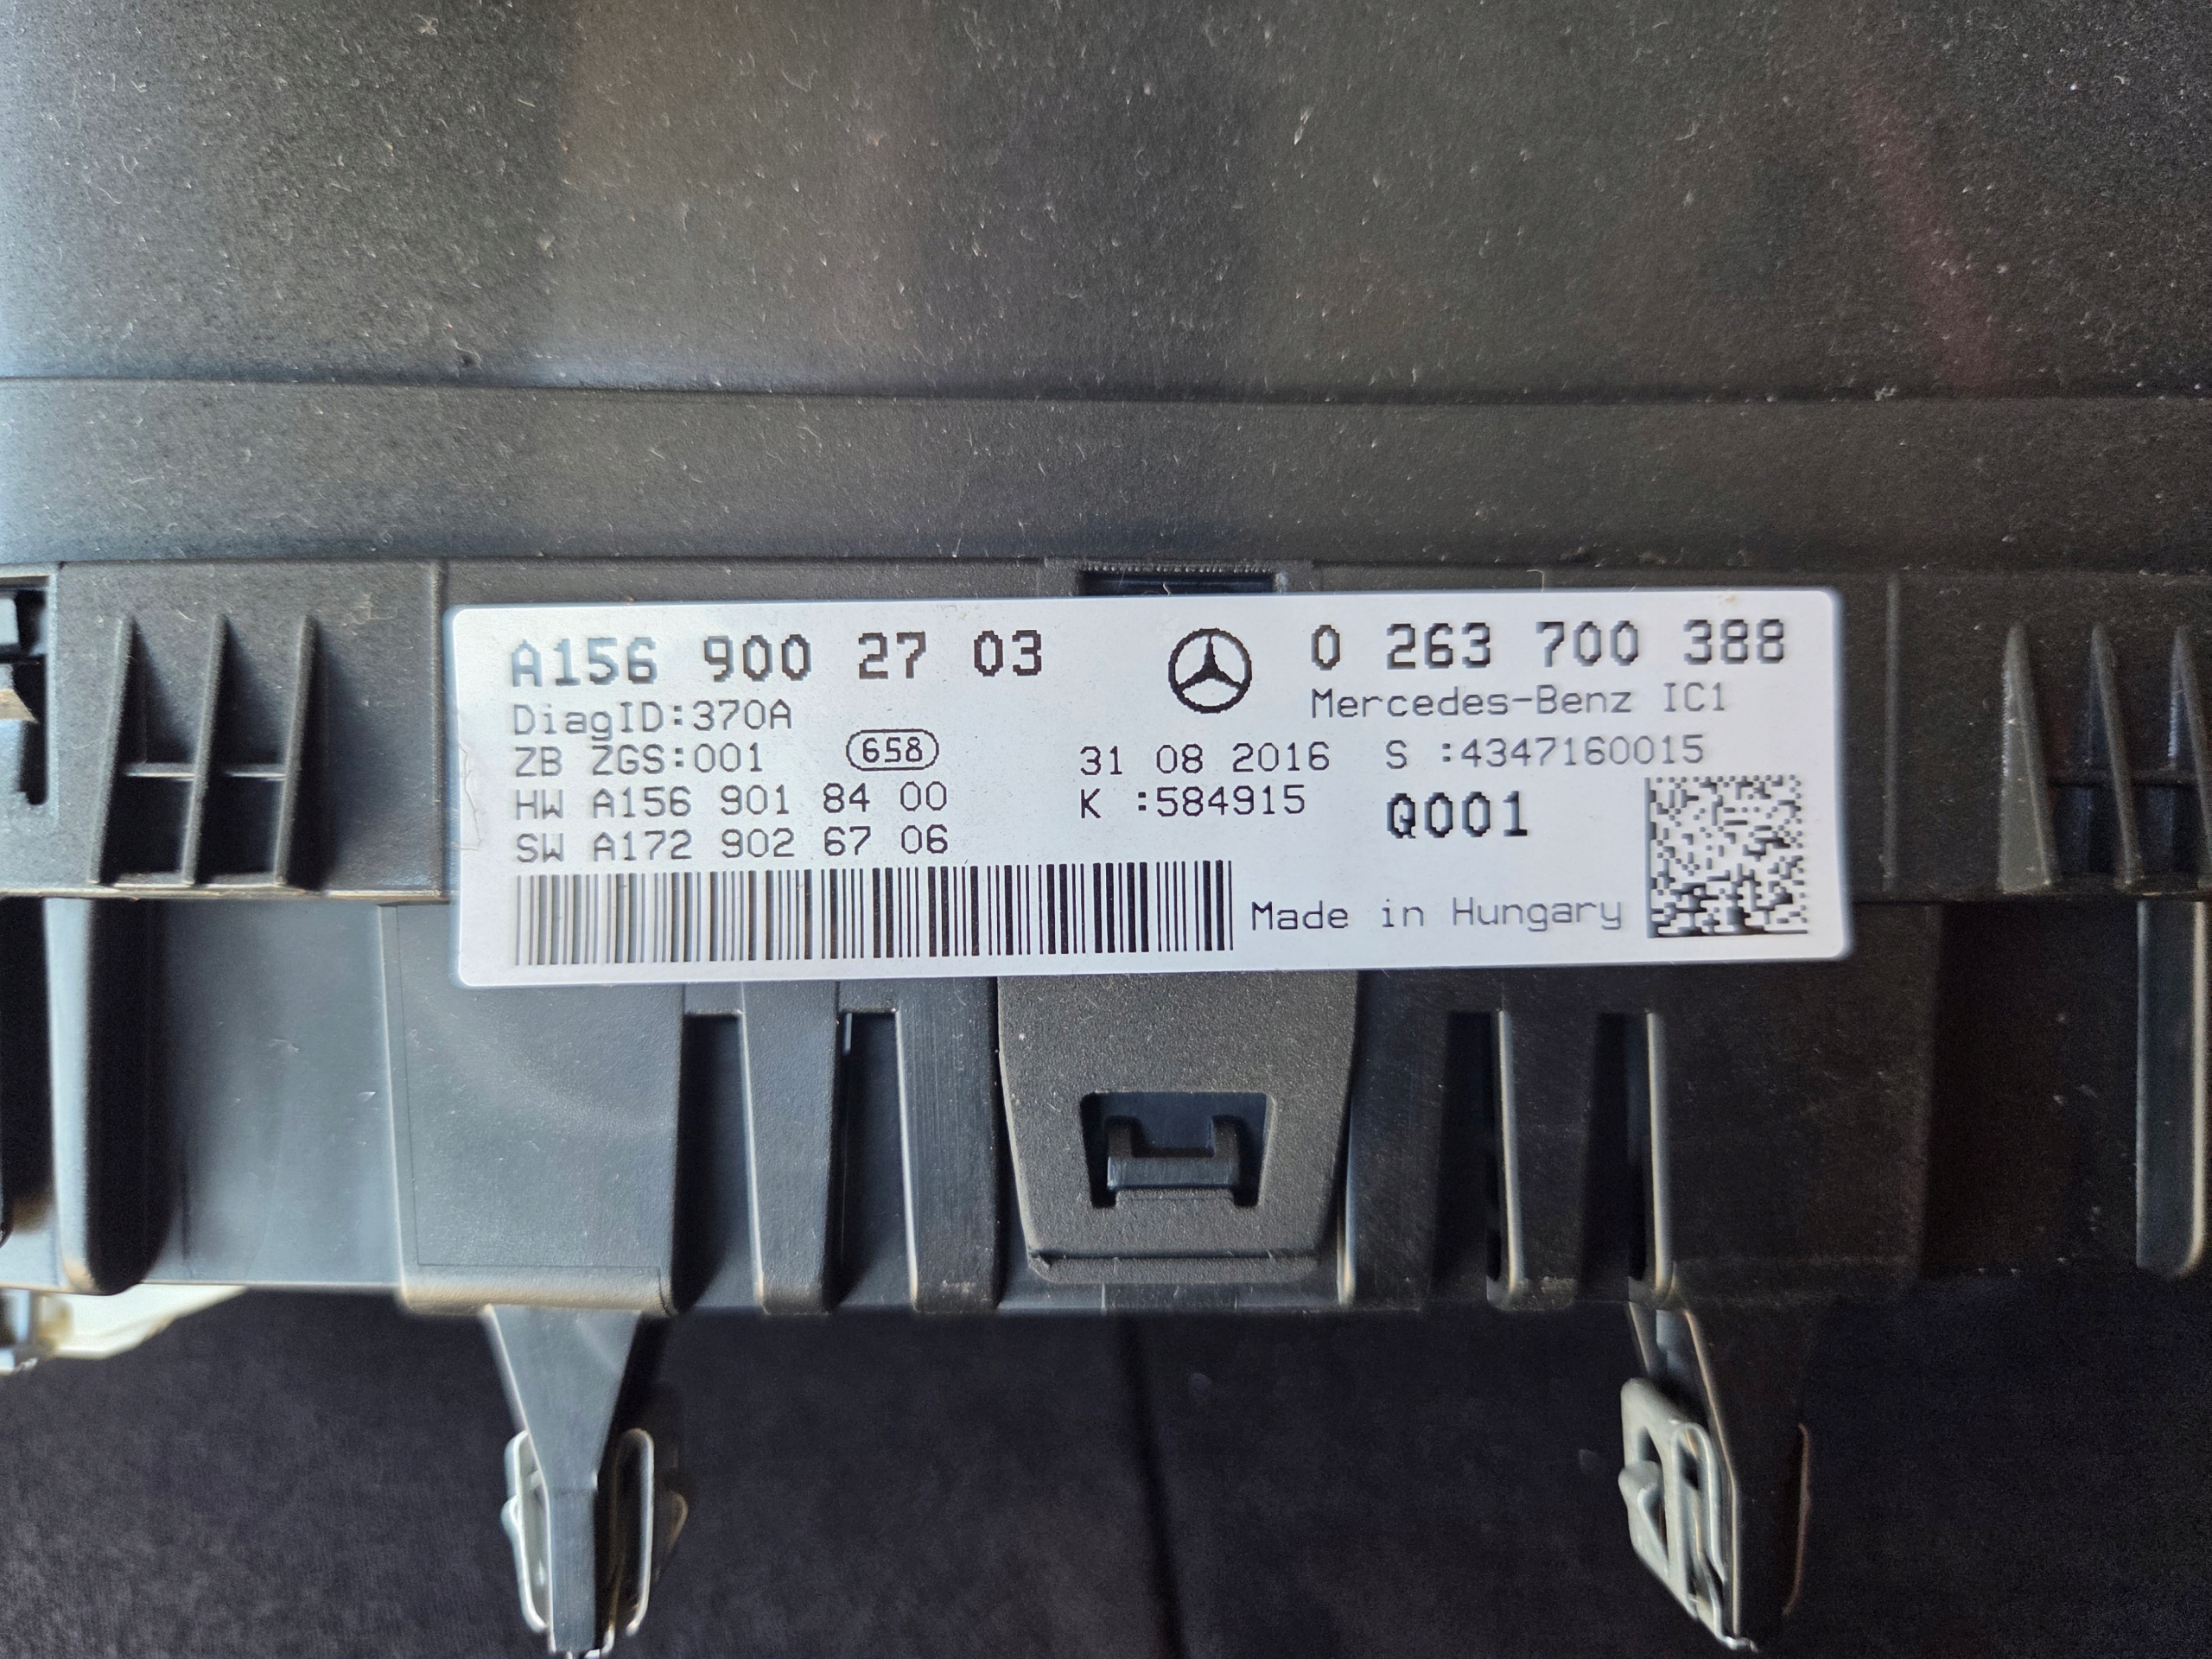 A156 900 27 03
0 263 700 388
DiagID:370A
Mercedes-Benz IC1
ZB ZGS:001
658
31 08 2016
S :4347160015
HW A156 901 84 00
K :584915
Q001
SW A172 902 67 06
Made in Hungary